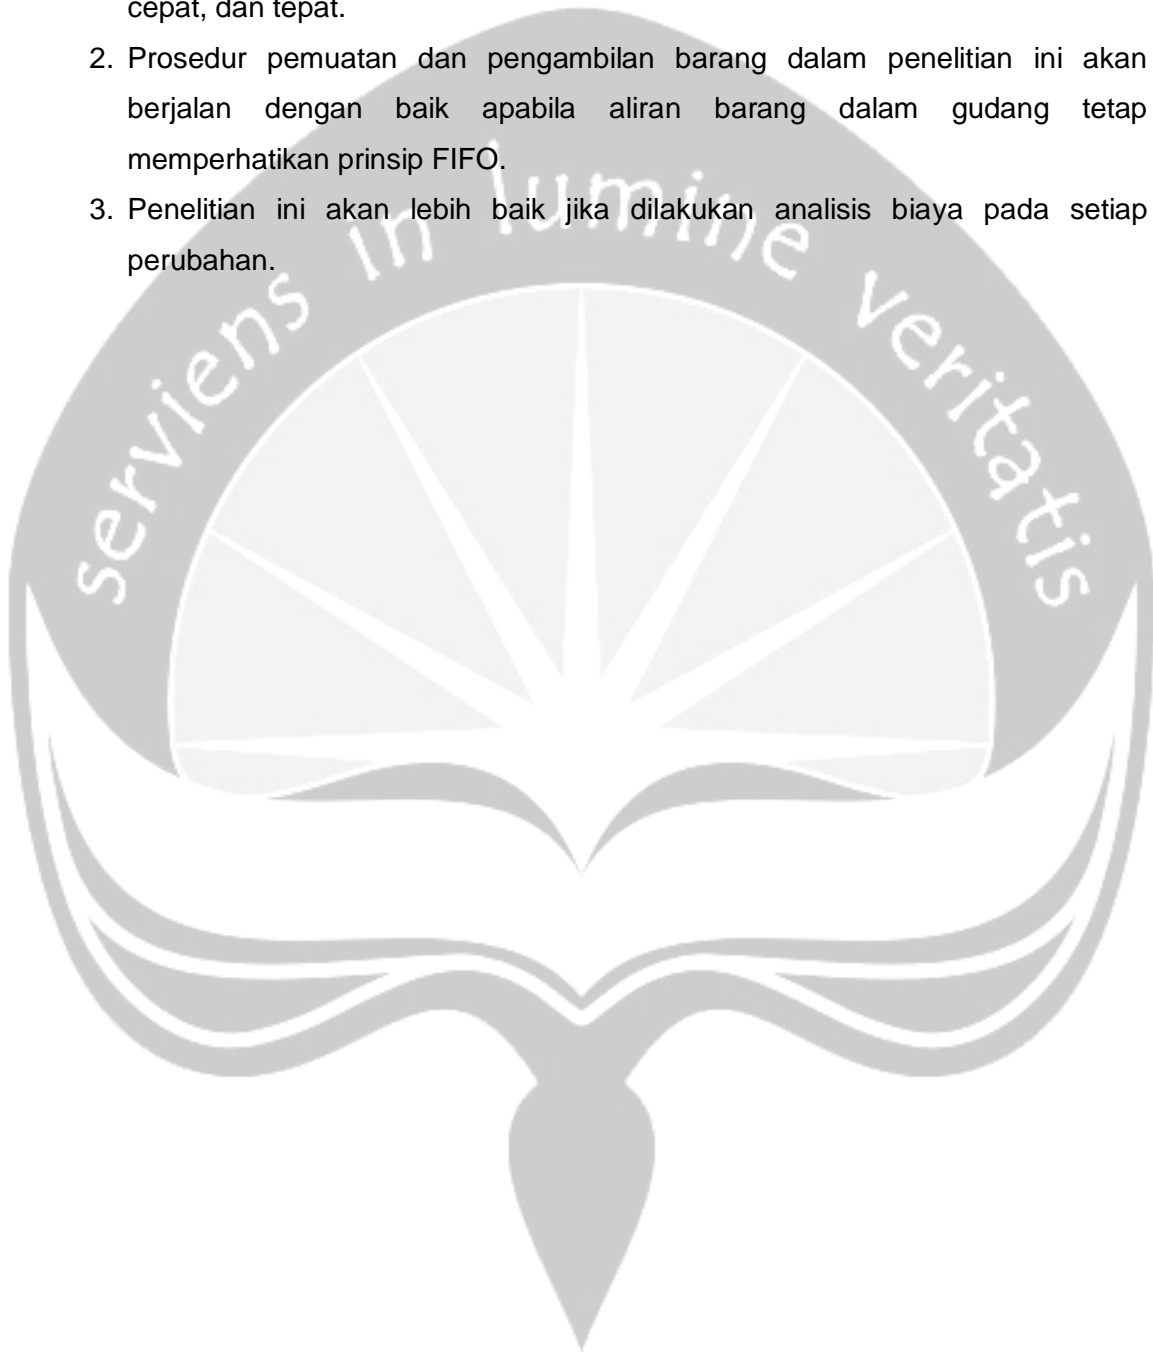 cepat, dan tepat.
2. Prosedur pemuatan dan pengambilan barang dalam penelitian ini akan
berjalan dengan baik apabila aliran barang dalam gudang tetap
memperhatikan prinsip FIFO.
3. Penelitian ini akan lebih baik jika dilakukan analisis biaya pada setiap
perubahan.
serviens in lumine veritatis